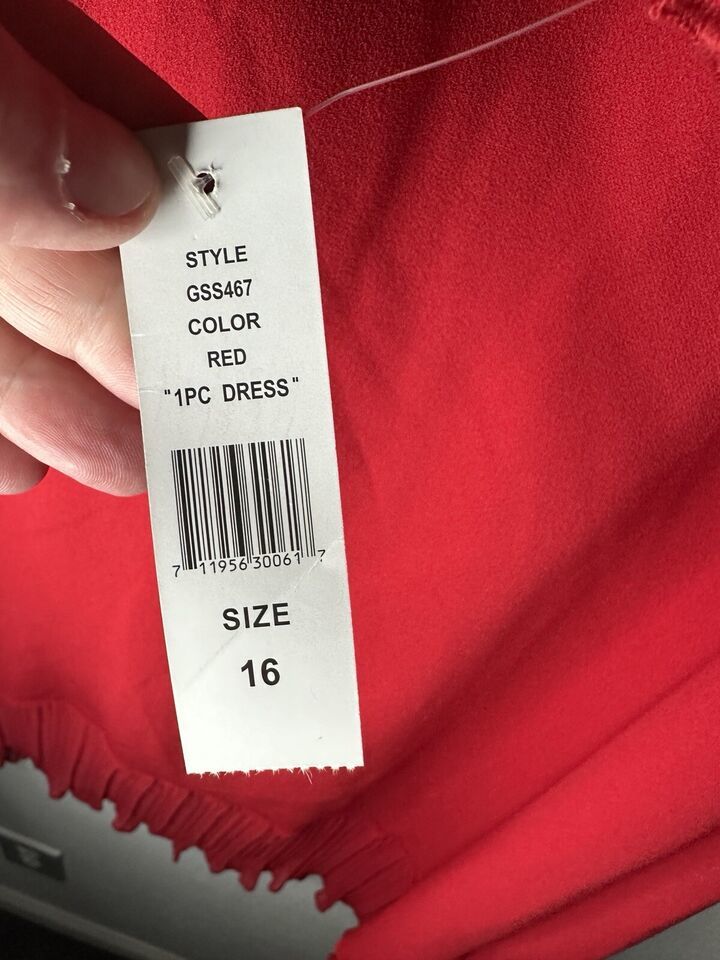 STYLE
GSS467
COLOR
RED
"1PC DRESS"
7 11956 30061 7
SIZE
16